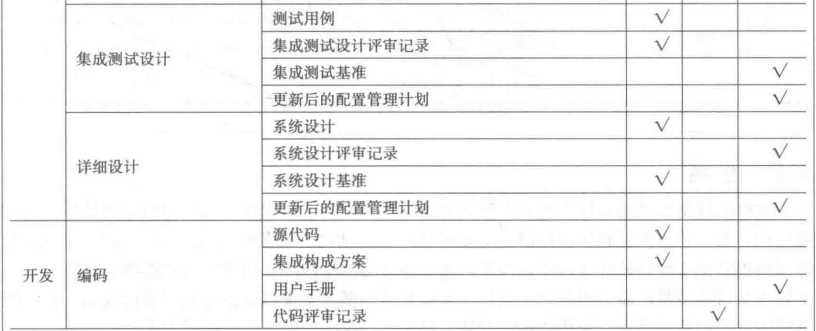 测试用例 √
集成测试设计评审记录 √
集成测试设计
集成测试基准 √
更新后的配置管理计划 √
系统设计 √
系统设计评审记录 √
详细设计
系统设计基准 √
更新后的配置管理计划 √
源代码 √
集成构成方案 √
开发 编码
用户手册 √
代码评审记录 √